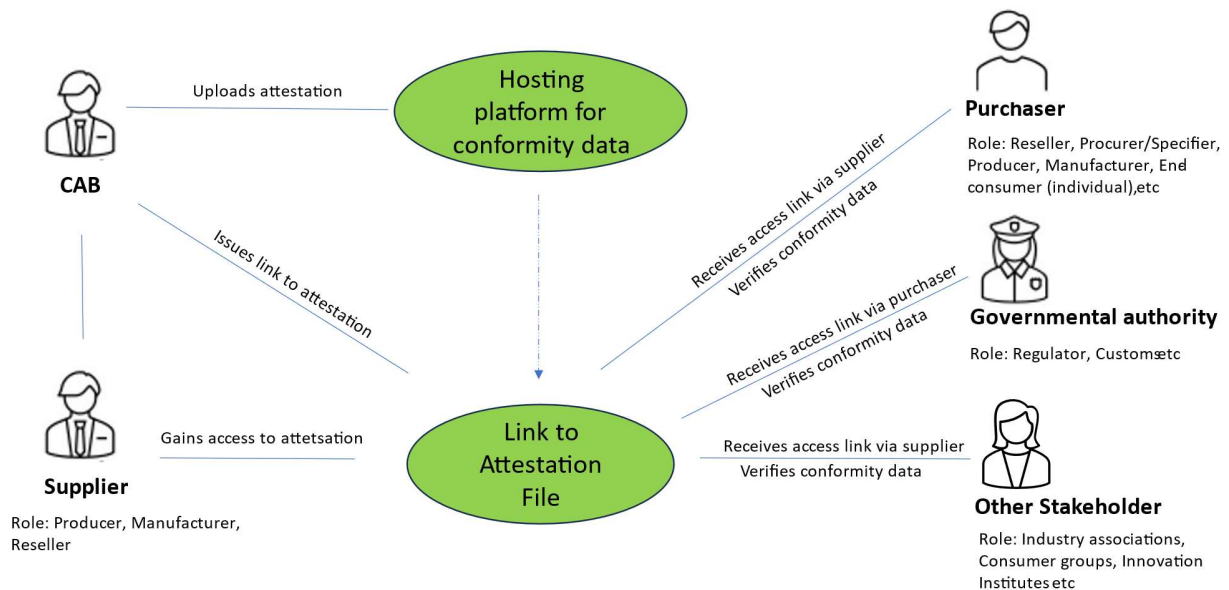 Hosting
platform for
conformity data
Uploads attestation
CAB
Issues link to attestation
Supplier
Role: Producer, Manufacturer,
Reseller
Gains access to attetsation
Link to
Attestation
File
Receives access link via supplier
Verifies conformity data
Purchaser
Role: Reseller, Procurer/Specifier,
Producer, Manufacturer, End
consumer (individual),etc
Receives access link via purchaser
Verifies conformity data
Governmental authority
Role: Regulator, Customs etc
Receives access link via supplier
Verifies conformity data
Other Stakeholder
Role: Industry associations,
Consumer groups, Innovation
Institutes etc